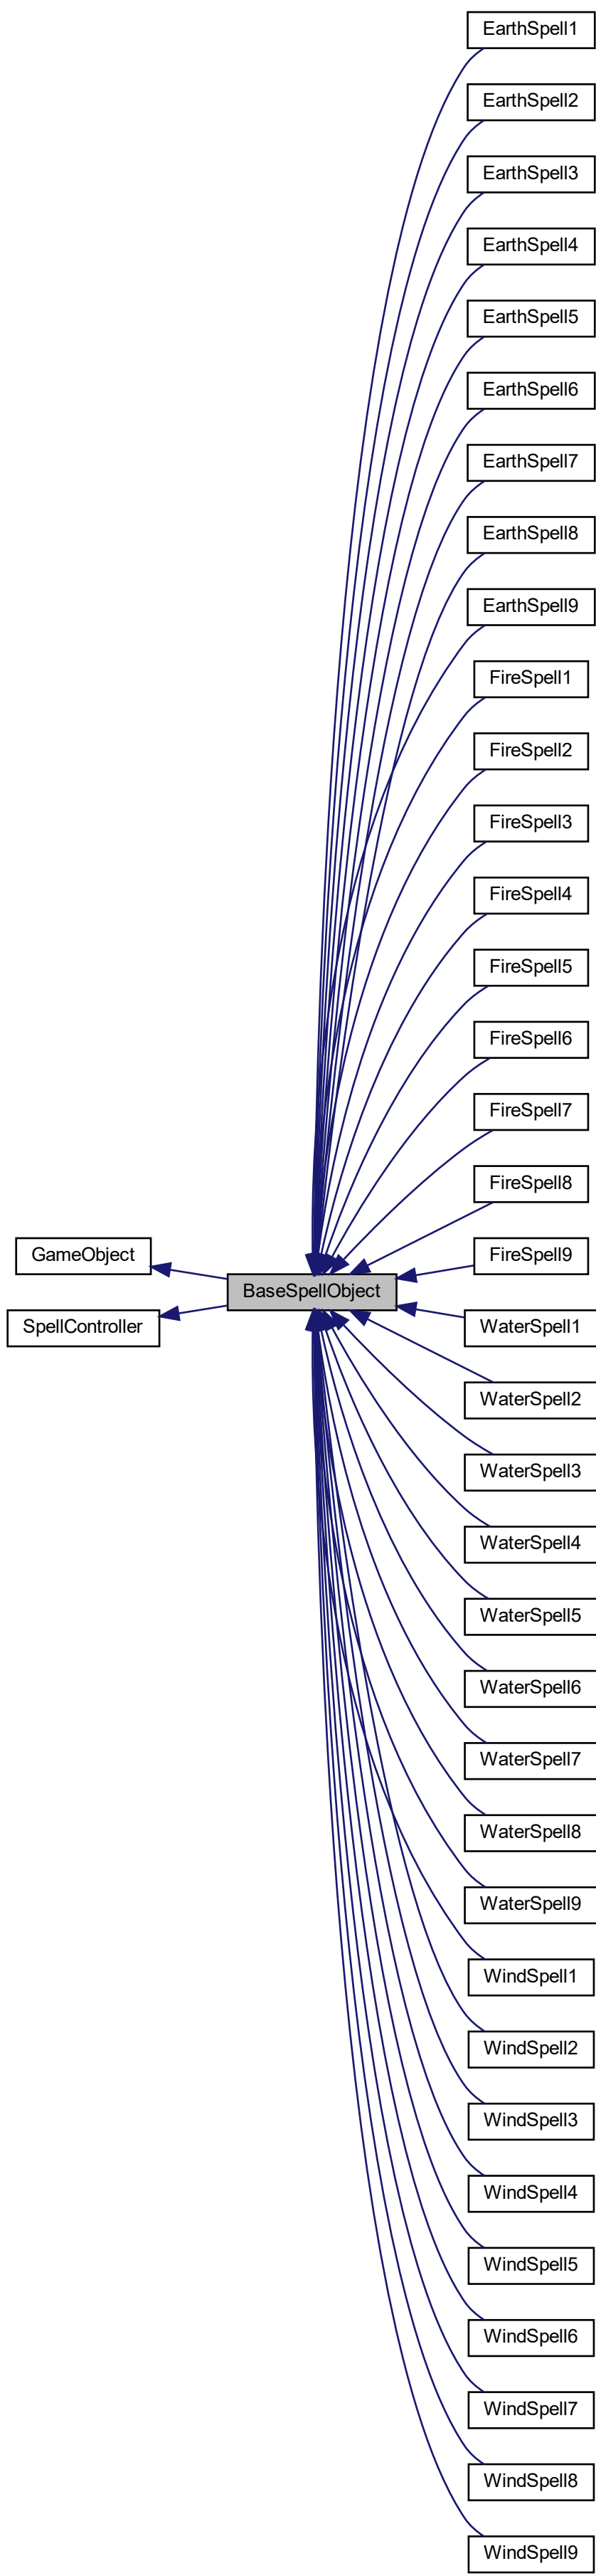 EarthSpell1
EarthSpell2
EarthSpell3
EarthSpell4
EarthSpell5
EarthSpell6
EarthSpell7
EarthSpell8
EarthSpell9
FireSpell1
FireSpell2
FireSpell3
FireSpell4
FireSpell5
FireSpell6
FireSpell7
FireSpell8
GameObject
FireSpell9
BaseSpellObject
SpellController
WaterSpell1
WaterSpell2
WaterSpell3
WaterSpell4
WaterSpell5
WaterSpell6
WaterSpell7
WaterSpell8
WaterSpell9
WindSpell1
WindSpell2
WindSpell3
WindSpell4
WindSpell5
WindSpell6
WindSpell7
WindSpell8
WindSpell9